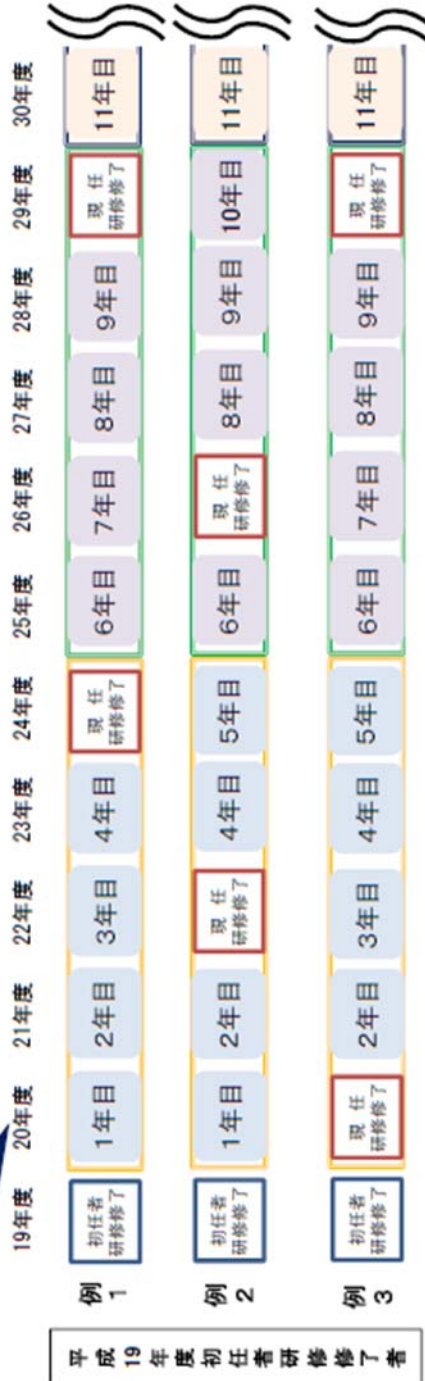 19年度 20年度 21年度 22年度 23年度 24年度 25年度 26年度 27年度 28年度 29年度 30年度
平成19年度初任者研修修了者
例1
初任者
研修修了
1年目
2年目
3年目
4年目
現 任
研修修了
6年目
7年目
8年目
9年目
現 任
研修修了
11年目
例2
初任者
研修修了
1年目
2年目
現 任
研修修了
4年目
5年目
6年目
現 任
研修修了
8年目
9年目
10年目
11年目
例3
初任者
研修修了
現 任
研修修了
2年目
3年目
4年目
5年目
6年目
7年目
8年目
9年目
現 任
研修修了
11年目